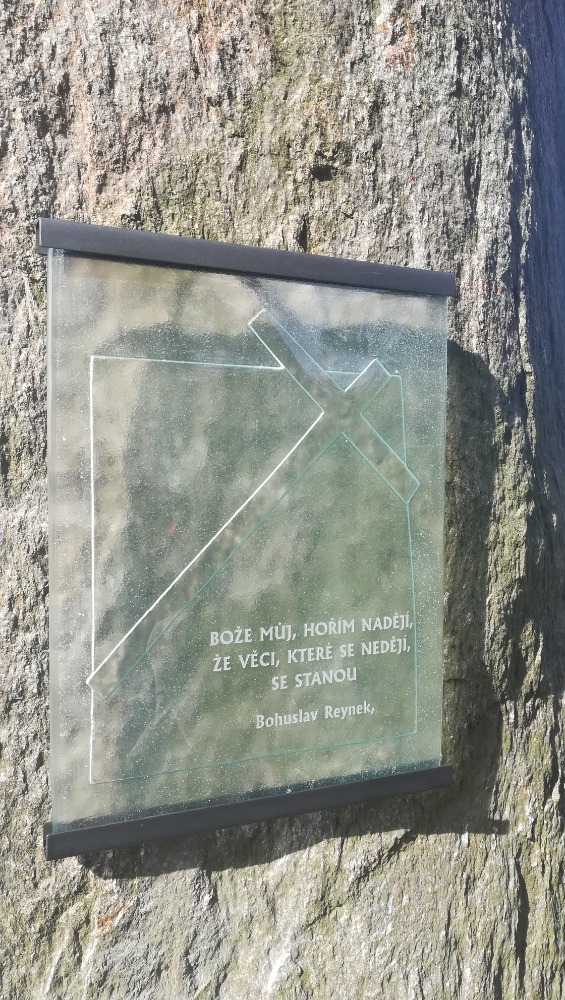 BOŽE MŮJ, HOŘÍM NADĚJÍ,
ŽE VĚCI, KTERÉ SE NEDĚJÍ,
SE STANOU
Bohuslav Reynek,